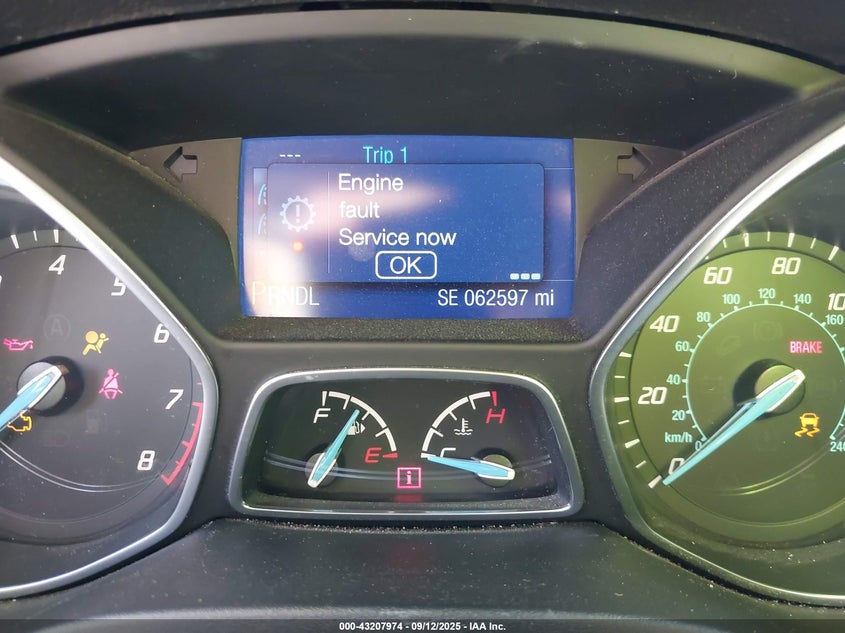 --- Trip 1
Engine
fault
Service now
OK
PRNDL SE 062597 mi
4
5
6
7
8
F
E
C
H
i
A
0
20
40
60
80
km/h
0
20
40
60
80
100
120
140
160
240
BRAKE
000-43207974 - 09/12/2025 - IAA Inc.